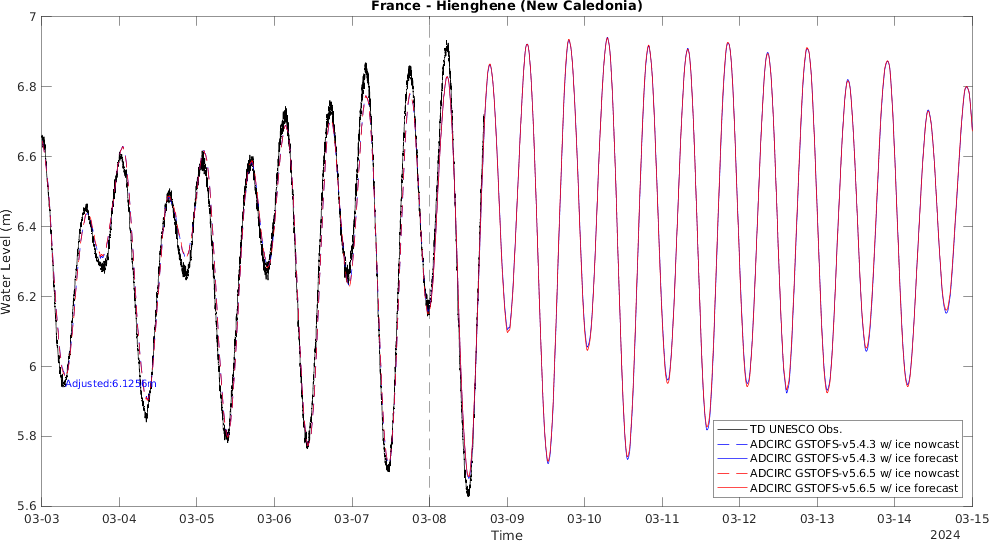 France - Hienghene (New Caledonia)
Water Level (m)
7
6.8
6.6
6.4
6.2
6
5.8
5.6
Adjusted:6.1256m
TD UNESCO Obs.
ADCIRC GSTOFS-v5.4.3 w/ ice nowcast
ADCIRC GSTOFS-v5.4.3 w/ ice forecast
ADCIRC GSTOFS-v5.6.5 w/ ice nowcast
ADCIRC GSTOFS-v5.6.5 w/ ice forecast
03-03 03-04 03-05 03-06 03-07 03-08 03-09 03-10 03-11 03-12 03-13 03-14 03-15
Time
2024